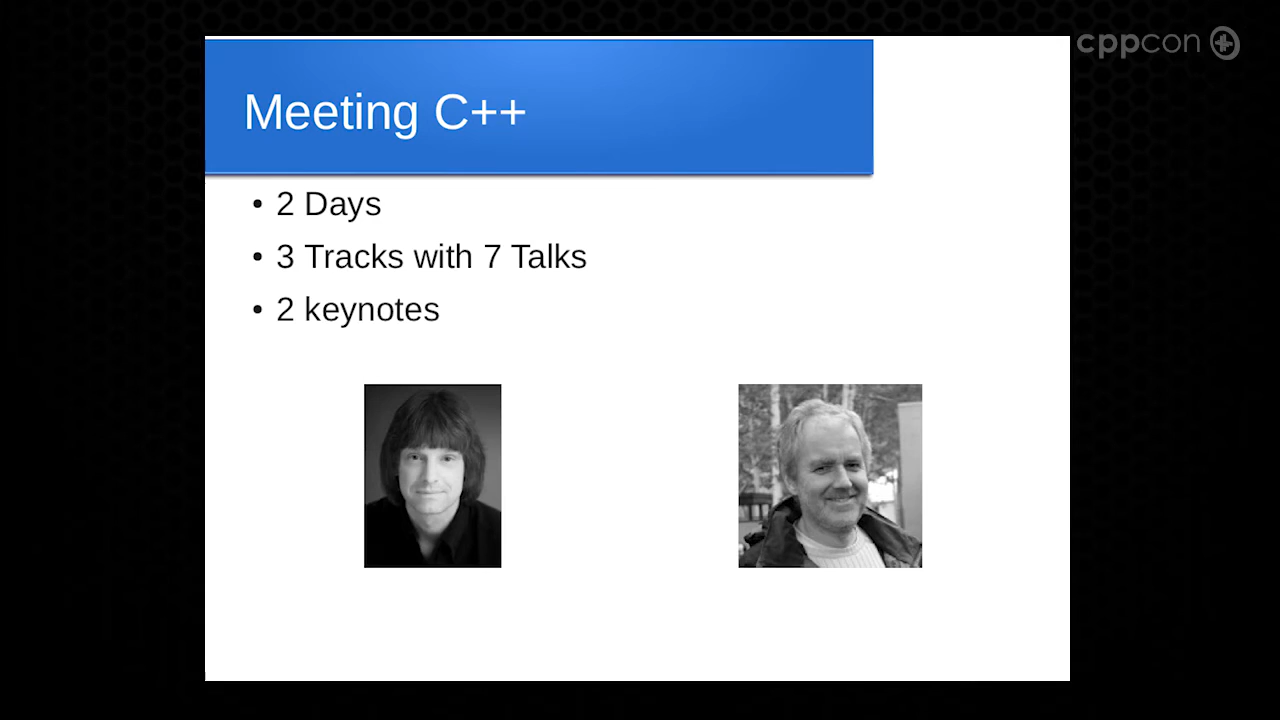 cppcon
Meeting C++
• 2 Days
• 3 Tracks with 7 Talks
• 2 keynotes